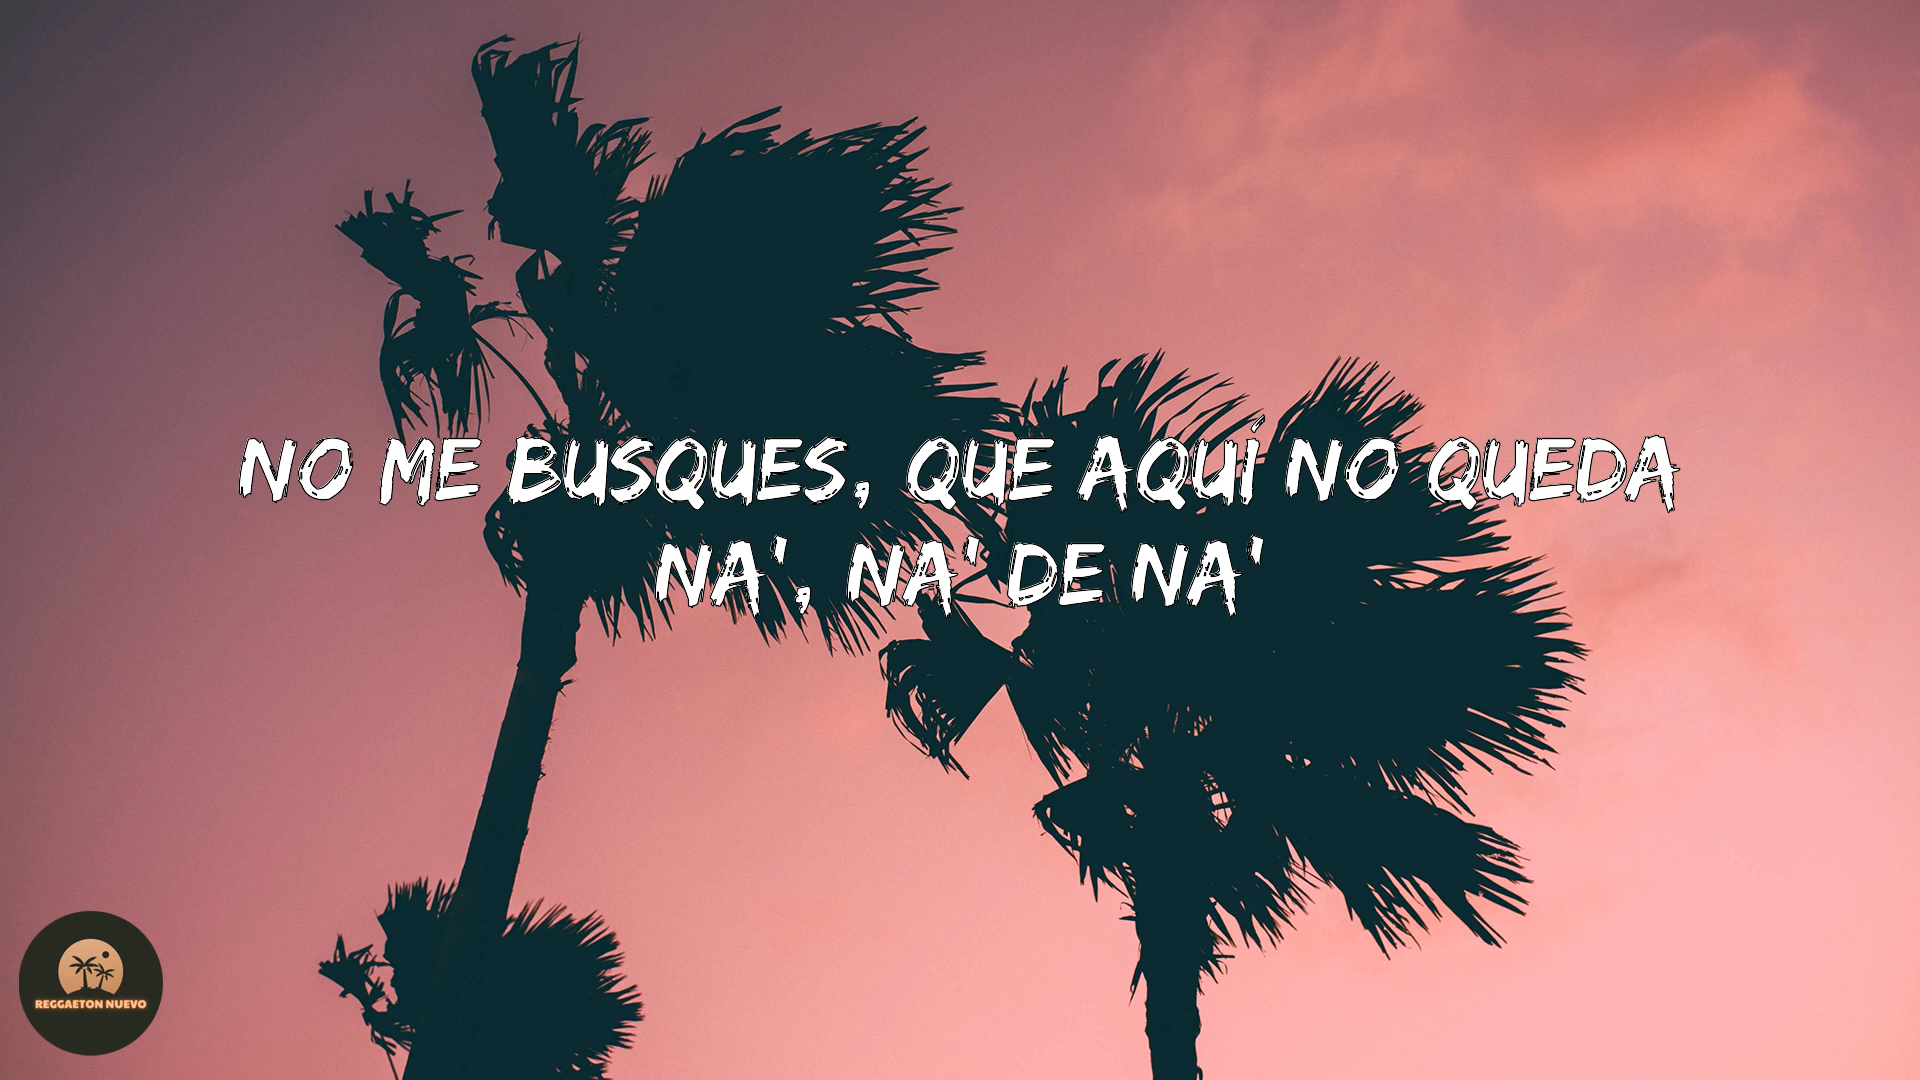 NO ME BUSQUES, QUE AQUÍ NO QUEDA
NA', NA' DE NA'
REGGAETON NUEVO